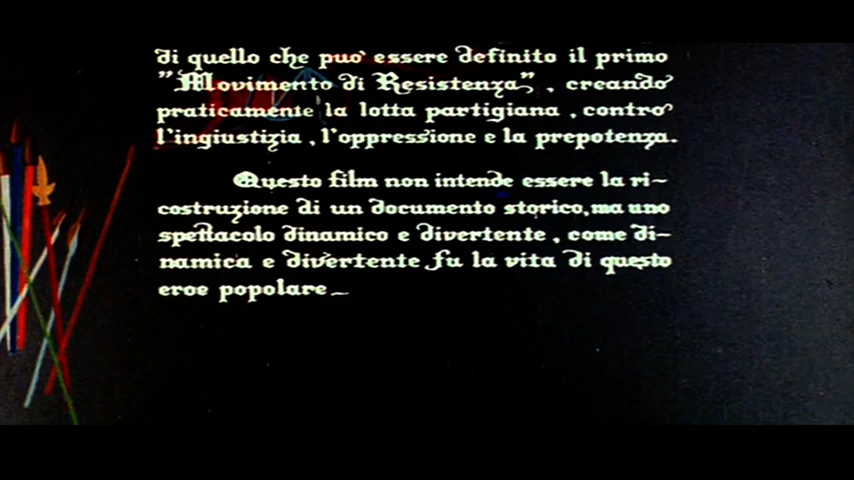 di quello che puo' essere definito il primo
"Movimento di Resistenza", creando
praticamente la lotta partigiana, contro
l'ingiustizia, l'oppressione e la prepotenza.
Questo film non intende essere la ri-
costruzione di un documento storico, ma uno
spettacolo dinamico e divertente, come di-
namica e divertente fu la vita di questo
eroe popolare_